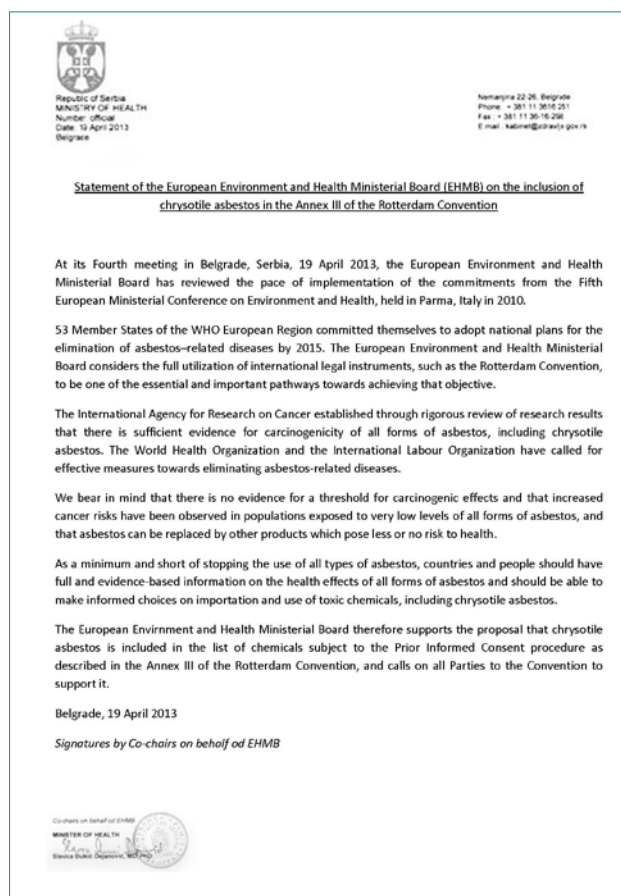 Republic of Serbia
MINISTRY OF HEALTH
Number: official
Date: 19 April 2013
Belgrace
Nemanjina 22-26, Belgrade
Phone : + 381 11 3616 251
Fax : + 381 11 36-16-298
E mail : kabinet@zdravlje.gov.rs
Statement of the European Environment and Health Ministerial Board (EHMB) on the inclusion of
chrysotile asbestos in the Annex III of the Rotterdam Convention
At its Fourth meeting in Belgrade, Serbia, 19 April 2013, the European Environment and Health
Ministerial Board has reviewed the pace of implementation of the commitments from the Fifth
European Ministerial Conference on Environment and Health, held in Parma, Italy in 2010.
53 Member States of the WHO European Region committed themselves to adopt national plans for the
elimination of asbestos–related diseases by 2015. The European Environment and Health Ministerial
Board considers the full utilization of international legal instruments, such as the Rotterdam Convention,
to be one of the essential and important pathways towards achieving that objective.
The International Agency for Research on Cancer established through rigorous review of research results
that there is sufficient evidence for carcinogenicity of all forms of asbestos, including chrysotile
asbestos. The World Health Organization and the International Labour Organization have called for
effective measures towards eliminating asbestos-related diseases.
We bear in mind that there is no evidence for a threshold for carcinogenic effects and that increased
cancer risks have been observed in populations exposed to very low levels of all forms of asbestos, and
that asbestos can be replaced by other products which pose less or no risk to health.
As a minimum and short of stopping the use of all types of asbestos, countries and people should have
full and evidence-based information on the health effects of all forms of asbestos and should be able to
make informed choices on importation and use of toxic chemicals, including chrysotile asbestos.
The European Envirnment and Health Ministerial Board therefore supports the proposal that chrysotile
asbestos is included in the list of chemicals subject to the Prior Informed Consent procedure as
described in the Annex III of the Rotterdam Convention, and calls on all Parties to the Convention to
support it.
Belgrade, 19 April 2013
Signatures by Co-chairs on behalf od EHMB
Co-chairs on behalf od EHMB
MINISTER OF HEALTH
Slavica Đukić Dejanović, MD, PhD